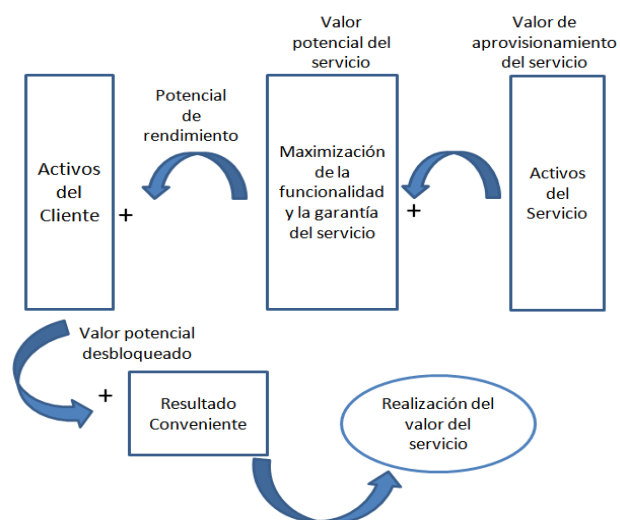 Valor
potencial del
servicio
Valor de
aprovisionamiento
del servicio
Potencial
de
rendimiento
Activos
del
Cliente
+
Maximización
de la
funcionalidad
y la garantía
del servicio
+
Activos
del
Servicio
Valor potencial
desbloqueado
+
Resultado
Conveniente
Realización del
valor del
servicio